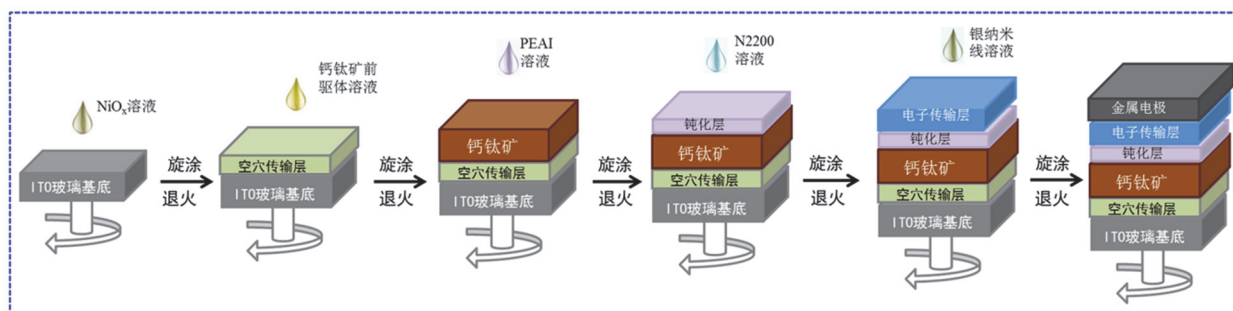 NiOx溶液
ITO玻璃基底
旋涂
退火
钙钛矿前
驱体溶液
空穴传输层
ITO玻璃基底
旋涂
退火
PEAI
溶液
钙钛矿
空穴传输层
ITO玻璃基底
旋涂
退火
N2200
溶液
钝化层
钙钛矿
空穴传输层
ITO玻璃基底
旋涂
退火
银纳米
线溶液
电子传输层
钝化层
钙钛矿
空穴传输层
ITO玻璃基底
旋涂
退火
金属电极
电子传输层
钝化层
钙钛矿
空穴传输层
ITO玻璃基底